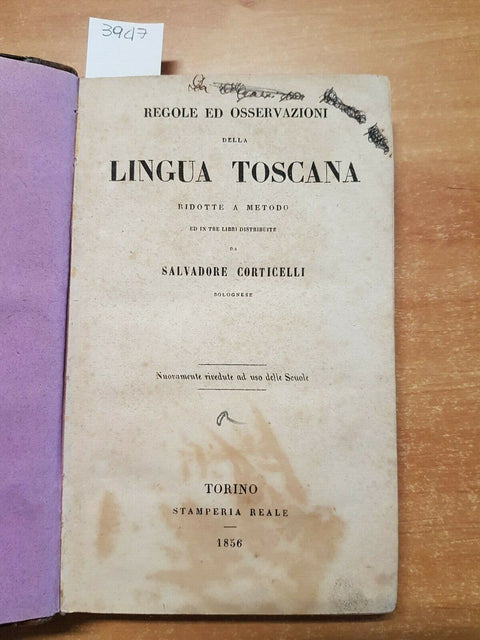 3947
REGOLE ED OSSERVAZIONI
DELLA
LINGUA TOSCANA
RIDOTTE A METODO
ED IN TRE LIBRI DISTRIBUITE
DA
SALVADORE CORTICELLI
BOLOGNESE
Nuovamente rivedute ad uso delle Scuole
TORINO
STAMPERIA REALE
1856